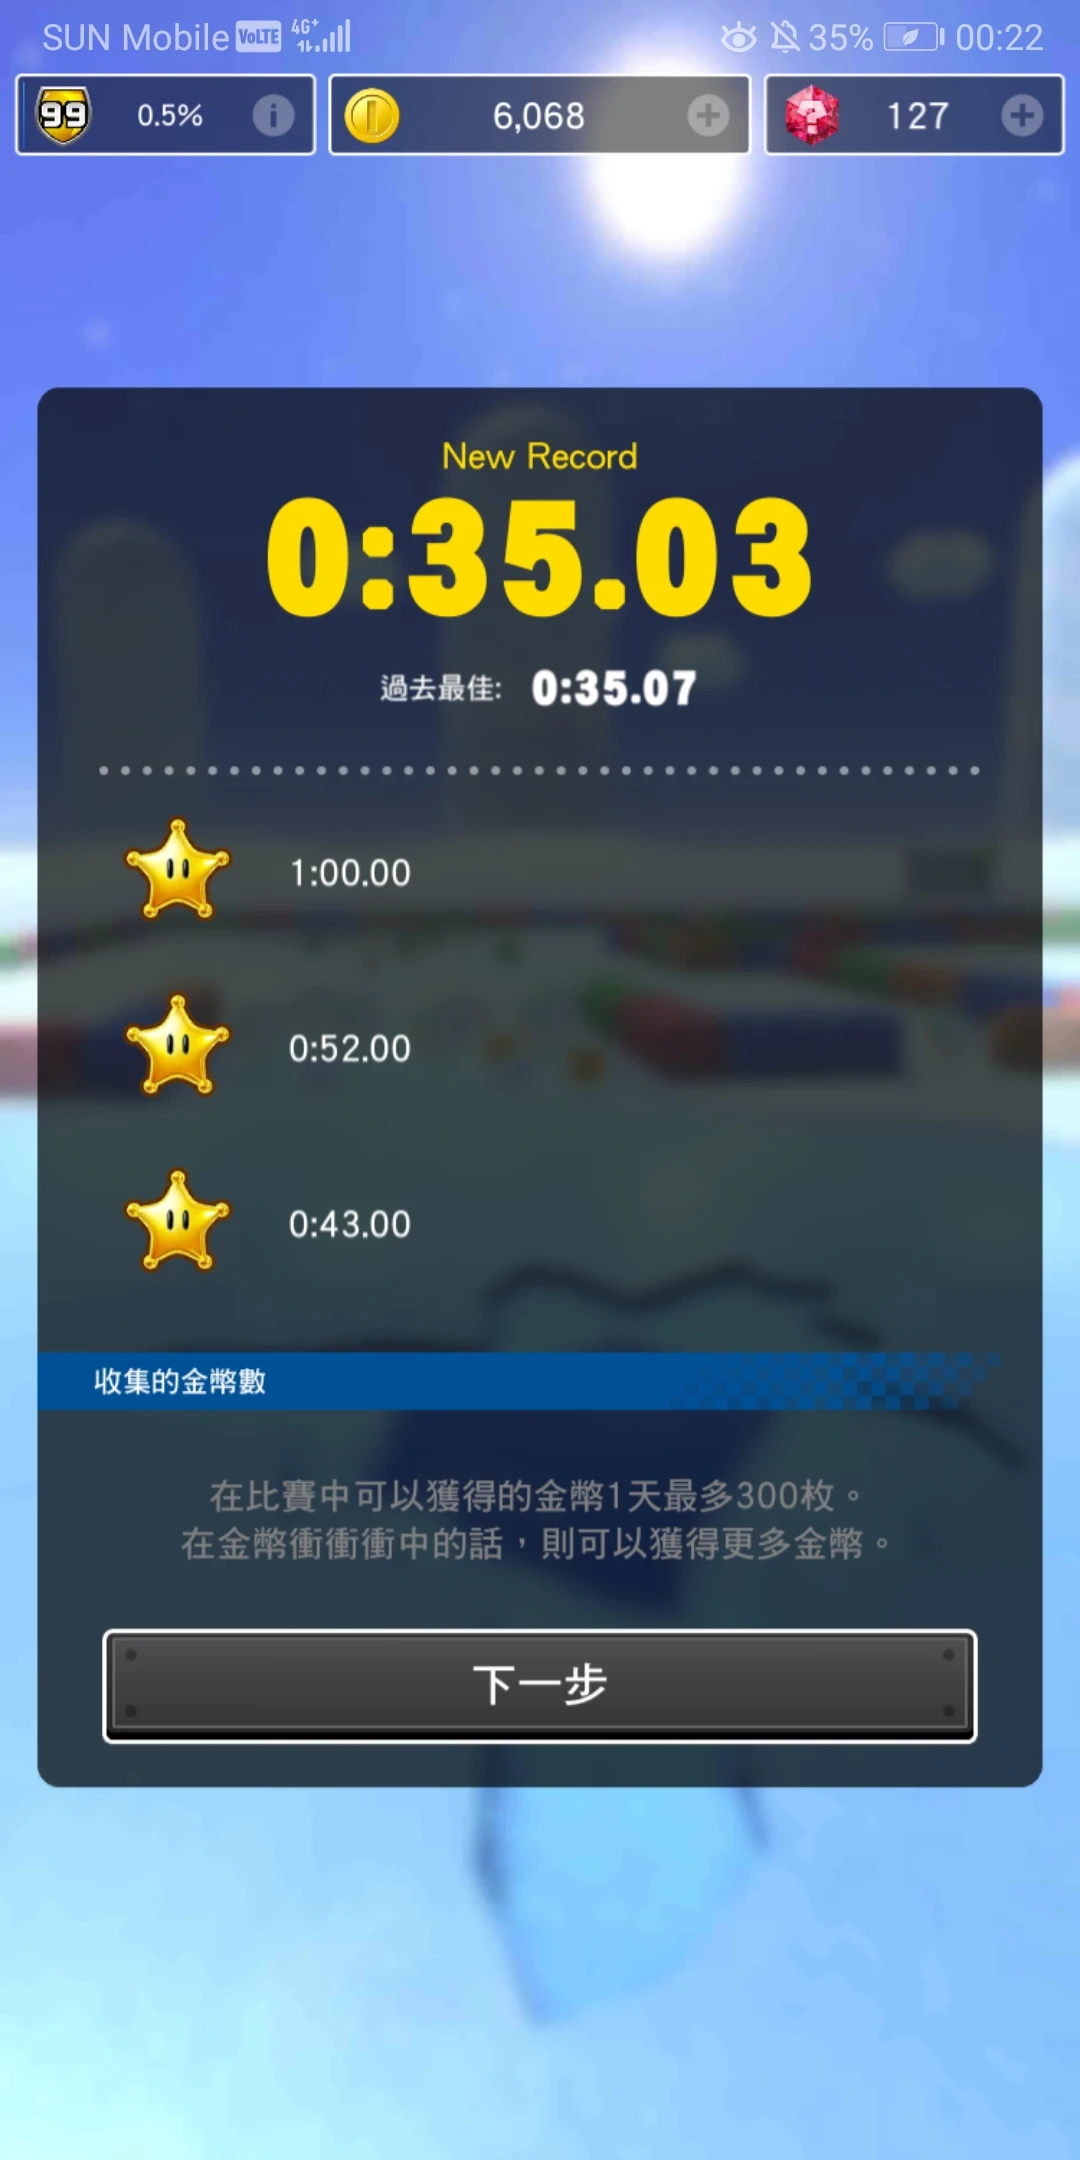 SUN Mobile VoLTE 4G+ 35% 00:22
99 0.5% i 6,068 + 127 +
New Record
0:35.03
過去最佳: 0:35.07
1:00.00
0:52.00
0:43.00
收集的金幣數
在比賽中可以獲得的金幣1天最多300枚。
在金幣衝衝衝中的話，則可以獲得更多金幣。
下一步